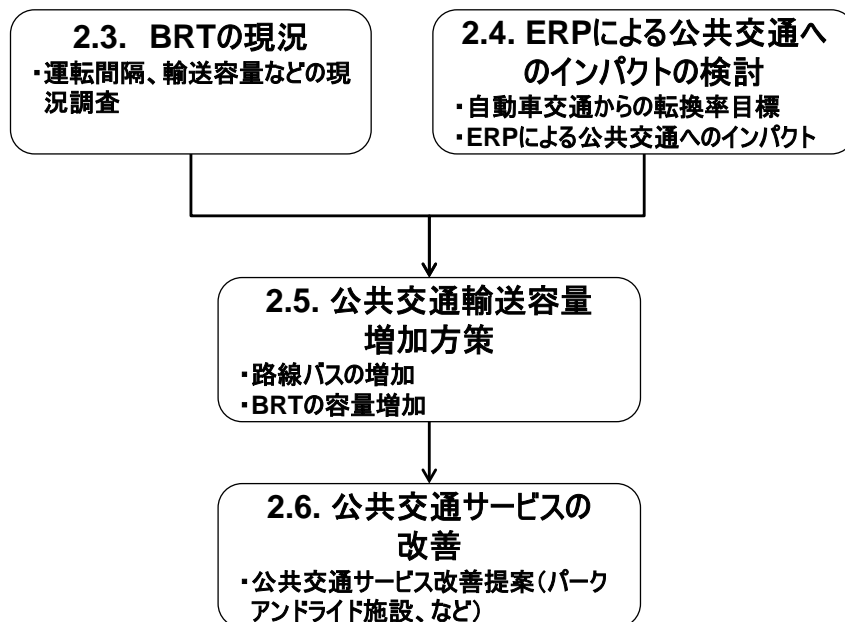 2.3. BRTの現況
・運転間隔、輸送容量などの現
況調査
2.4. ERPによる公共交通へ
のインパクトの検討
・自動車交通からの転換率目標
・ERPによる公共交通へのインパクト
2.5. 公共交通輸送容量
増加方策
・路線バスの増加
・BRTの容量増加
2.6. 公共交通サービスの
改善
・公共交通サービス改善提案（パーク
アンドライド施設、など）